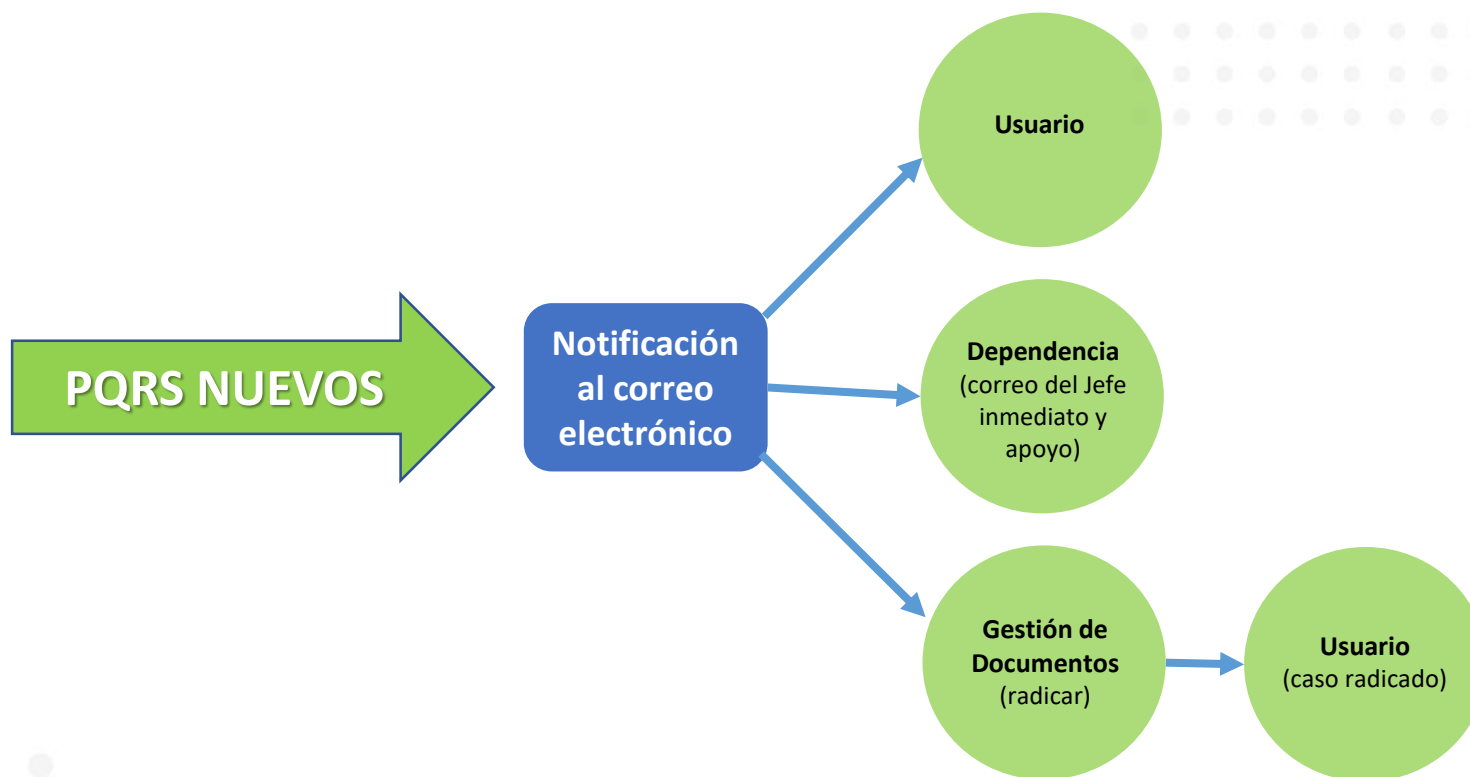 Usuario
PQRS NUEVOS
Notificación
al correo
electrónico
Dependencia
(correo del Jefe
inmediato y
apoyo)
Gestión de
Documentos
(radicar)
Usuario
(caso radicado)